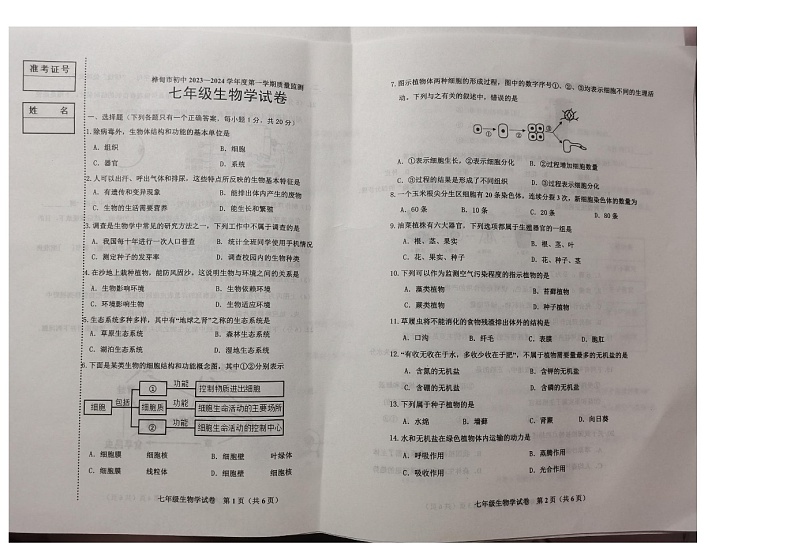 准考证号
姓 名
桦甸市初中 2023—2024 学年度第一学期质量监测
七年级生物学试卷
一、选择题（下列各题只有一个正确答案，每小题 1 分，共 20 分）
1.除病毒外，生物体结构和功能的基本单位是
A. 组织 B. 细胞
C. 器官 D. 系统
2.人可以出汗、呼出气体和排尿，这些特点所反映的生物基本特征是
A. 有遗传和变异现象 B. 能排出体内产生的废物
C. 生物的生活需要营养 D. 能生长和繁殖
3.调查是生物学中常见的研究方法之一，下列工作中不属于调查的是
A. 我国每十年进行一次人口普查 B. 统计全班同学使用手机情况
C. 测定种子的发芽率 D. 调查校园内的生物种类
4.在沙地上栽种植物，能防风固沙，这说明生物与环境之间的关系是
A. 生物影响环境 B. 生物依赖环境
C. 环境影响生物 D. 生物适应环境
5.生态系统多种多样，其中有“地球之肾”之称的生态系统是
A. 草原生态系统 B. 森林生态系统
C. 湖泊生态系统 D. 湿地生态系统
6.下面是某类生物的细胞结构和功能概念图，其中①②分别表示
① 功能 控制物质进出细胞
细胞 包括 细胞质 功能 细胞生命活动的主要场所
② 功能 细胞生命活动的控制中心
A. 细胞膜 细胞核 B. 细胞壁 叶绿体
C. 细胞膜 线粒体 D. 细胞壁 细胞核
七年级生物学试卷 第 1 页（共 6 页）
7. 图示植物体两种细胞的形成过程，图中的数字序号①、②、③均表示细胞不同的生理活
动。下列与之有关的叙述中，错误的是
① ② ③
A. ①表示细胞生长，②表示细胞分化 B. ②过程增加细胞数量
C. ③过程的结果是形成了不同组织 D. ③过程表示细胞分化
8. 一个玉米根尖分生区细胞有 20 条染色体，连续分裂 3 次，新细胞染色体的数量为
A. 60 条 B. 10 条 C. 20 条 D. 80 条
9. 油菜植株有六大器官，下列选项都属于生殖器官的一组是
A. 根、茎、果实 B. 根、茎、叶
C. 花、果实、种子 D. 花、种子、茎
10. 下列可以作为监测空气污染程度的指示植物的是
A. 藻类植物 B. 苔藓植物
C. 蕨类植物 D. 种子植物
11. 草履虫将不能消化的食物残渣排出体外的结构是
A. 口沟 B. 纤毛 C. 表膜 D. 胞肛
12. “有收无收在于水，多收少收在于肥”，不属于植物需要量最多的无机盐的是
A. 含氮的无机盐 B. 含钾的无机盐
C. 含硼的无机盐 D. 含磷的无机盐
13. 下列属于种子植物的是
A. 水绵 B. 墙藓 C. 肾蕨 D. 向日葵
14. 水和无机盐在绿色植物体内运输的动力是
A. 呼吸作用 B. 蒸腾作用
C. 吸收作用 D. 光合作用
七年级生物学试卷 第 2 页（共 6 页）